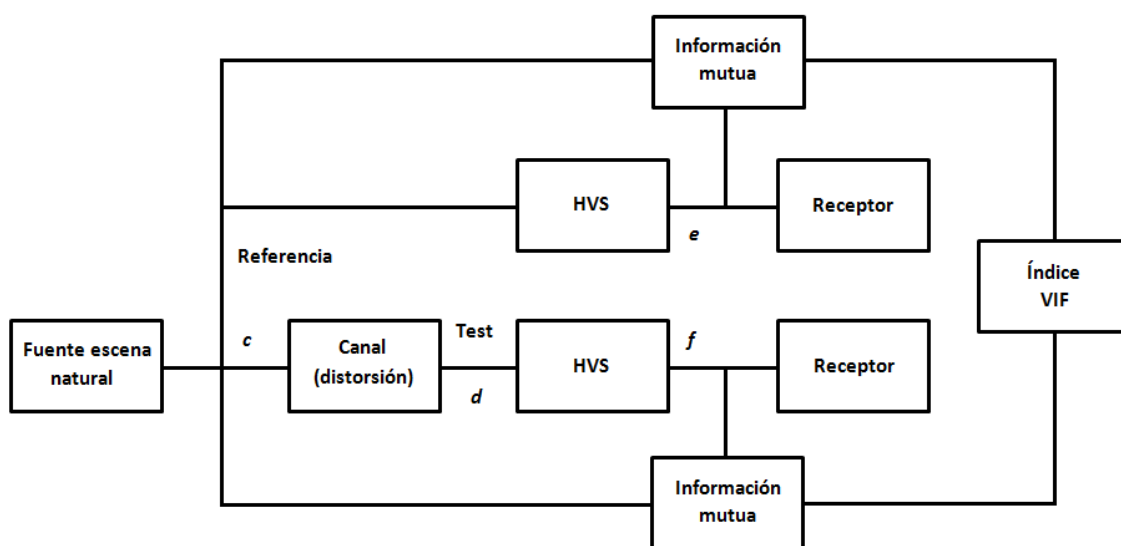 Información
mutua
HVS
Receptor
e
Referencia
Índice
VIF
Fuente escena
natural
c
Canal
(distorsión)
Test
d
HVS
f
Receptor
Información
mutua